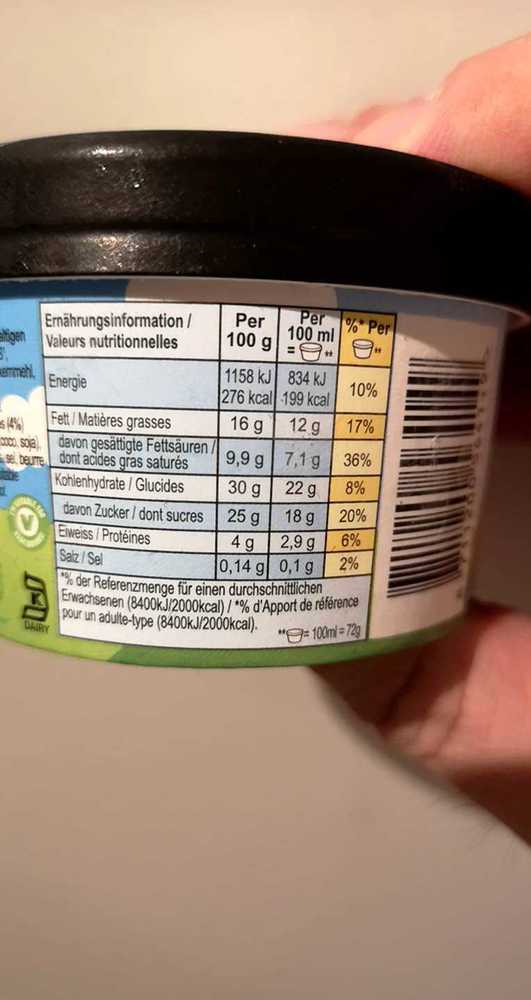 ltigen
kemmehl,
s (4%)
coco, soja),
sel, beurre
DAIRY
Ernährungsinformation / Valeurs nutritionnelles
Per 100 g
Per 100 ml = **
%* Per **
Energie 1158 kJ 834 kJ 10%
276 kcal 199 kcal
Fett / Matières grasses 16 g 12 g 17%
davon gesättigte Fettsäuren /
dont acides gras saturés 9,9 g 7,1 g 36%
Kohlenhydrate / Glucides 30 g 22 g 8%
davon Zucker / dont sucres 25 g 18 g 20%
Eiweiss / Protéines 4 g 2,9 g 6%
Salz / Sel 0,14 g 0,1 g 2%
*% der Referenzmenge für einen durchschnittlichen
Erwachsenen (8400kJ/2000kcal) / *% d'Apport de référence
pour un adulte-type (8400kJ/2000kcal).
**= 100ml = 72g